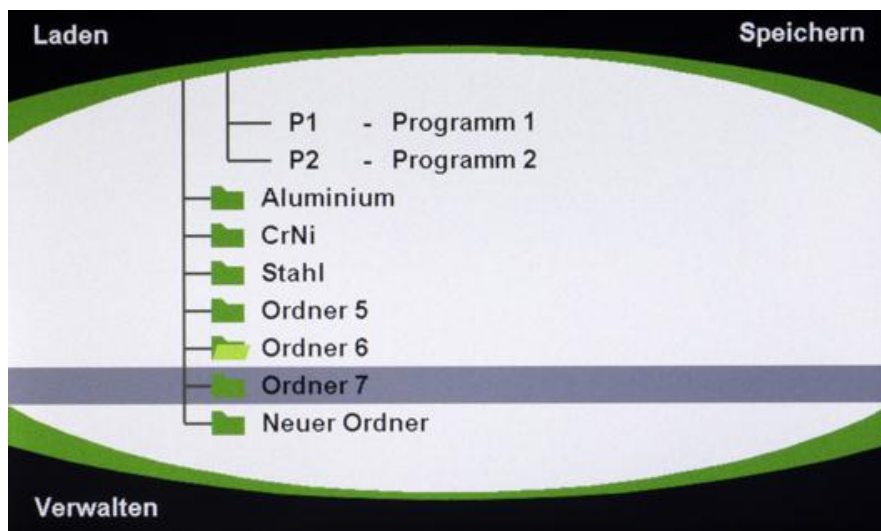 Laden
Speichern
P1 - Programm 1
P2 - Programm 2
Aluminium
CrNi
Stahl
Ordner 5
Ordner 6
Ordner 7
Neuer Ordner
Verwalten